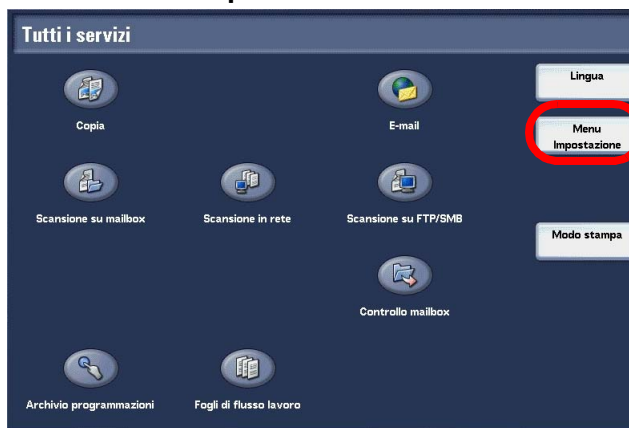 Tutti i servizi
Lingua
Copia
E-mail
Menu
Impostazione
Scansione su mailbox
Scansione in rete
Scansione su FTP/SMB
Modo stampa
Controllo mailbox
Archivio programmazioni
Fogli di flusso lavoro